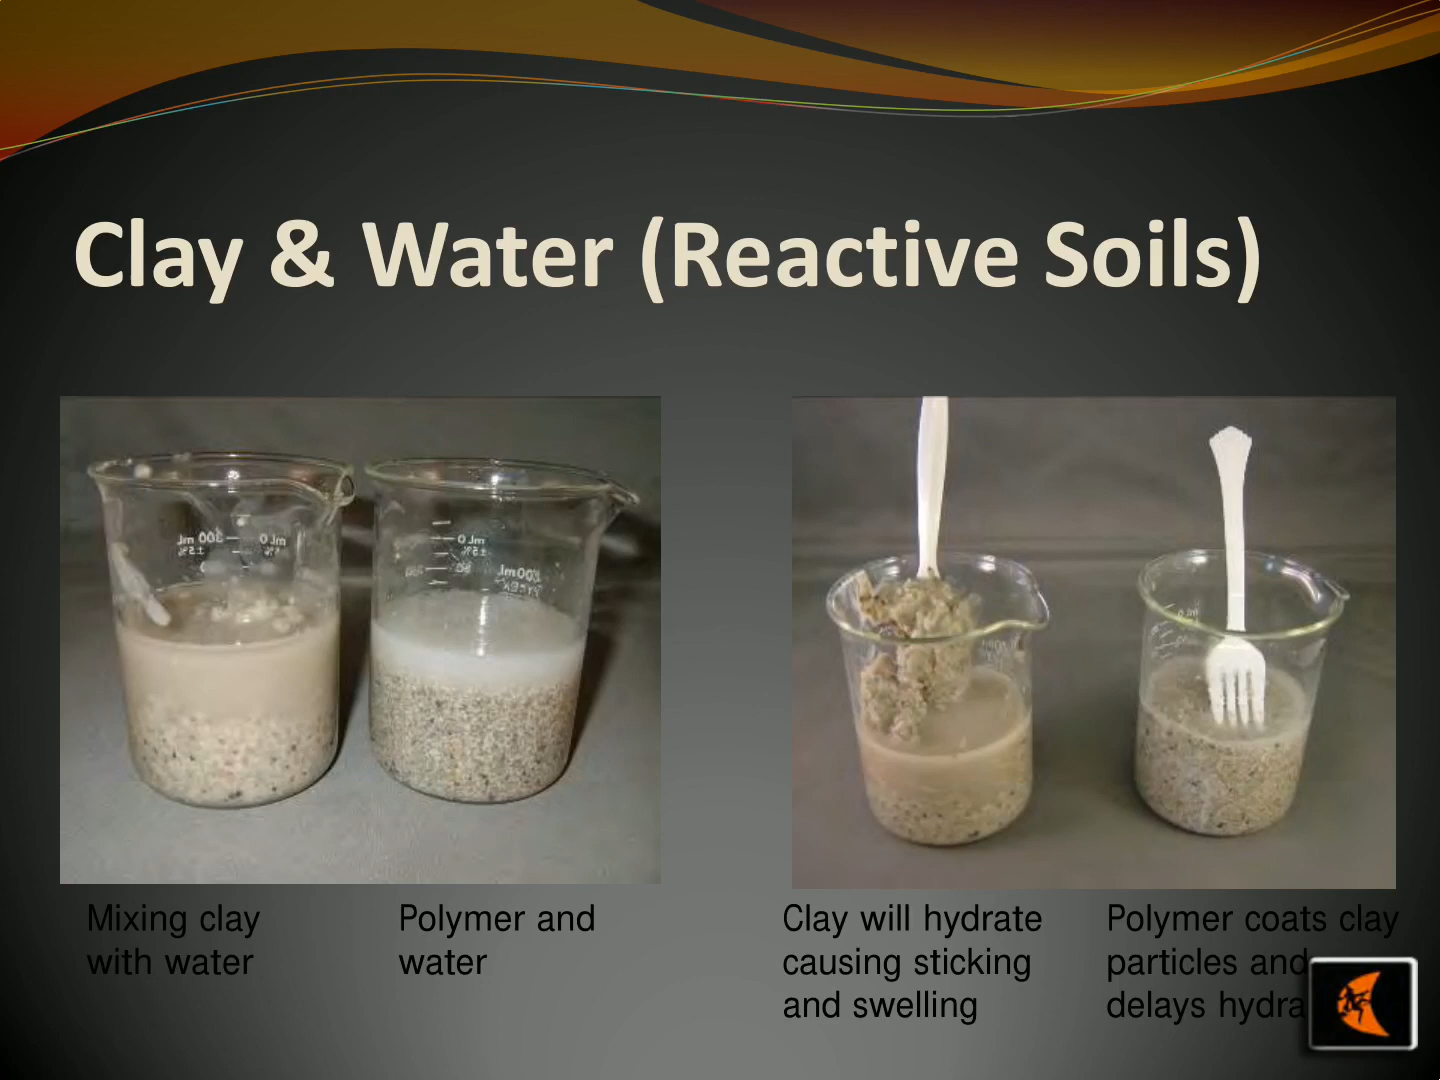 Clay & Water (Reactive Soils)
Mixing clay
with water
Polymer and
water
Clay will hydrate
causing sticking
and swelling
Polymer coats clay
particles and
delays hydra